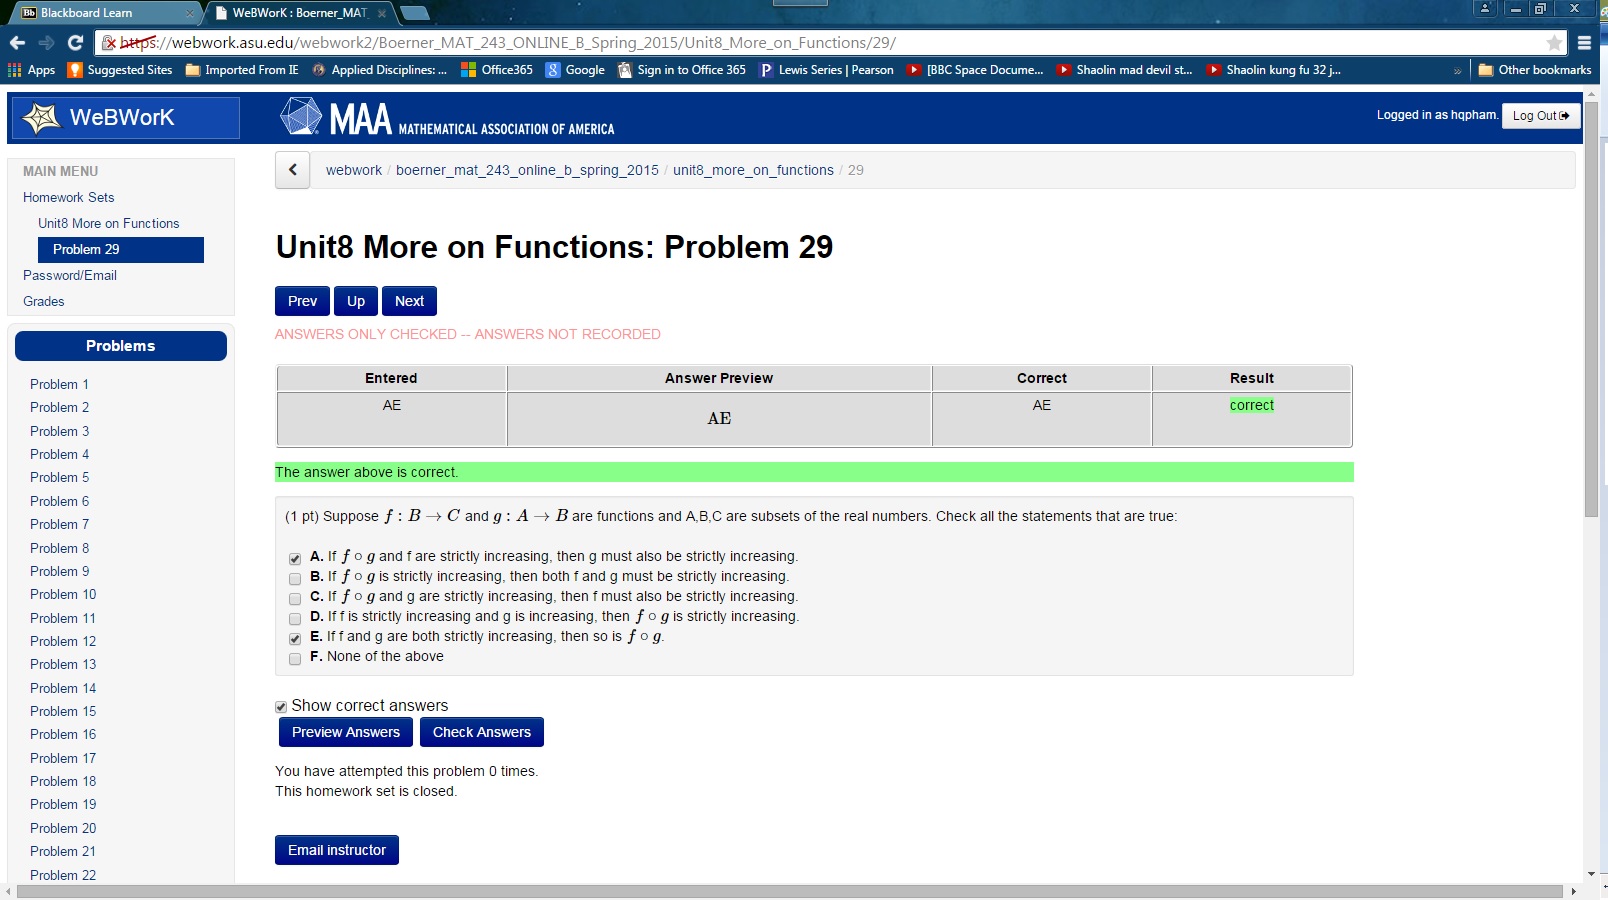 Blackboard Learn
WeBWorK : Boerner_MAT_
https://webwork.asu.edu/webwork2/Boerner_MAT_243_ONLINE_B_Spring_2015/Unit8_More_on_Functions/29/
Apps Suggested Sites Imported From IE Applied Disciplines: ... Office365 Google Sign in to Office 365 Lewis Series | Pearson [BBC Space Docume... Shaolin mad devil st... Shaolin kung fu 32 j... » Other bookmarks
WeBWorK
MAA MATHEMATICAL ASSOCIATION OF AMERICA
Logged in as hqpham. Log Out
MAIN MENU
Homework Sets
Unit8 More on Functions
Problem 29
Password/Email
Grades
Problems
Problem 1
Problem 2
Problem 3
Problem 4
Problem 5
Problem 6
Problem 7
Problem 8
Problem 9
Problem 10
Problem 11
Problem 12
Problem 13
Problem 14
Problem 15
Problem 16
Problem 17
Problem 18
Problem 19
Problem 20
Problem 21
Problem 22
webwork / boerner_mat_243_online_b_spring_2015 / unit8_more_on_functions / 29
Unit8 More on Functions: Problem 29
Prev Up Next
ANSWERS ONLY CHECKED -- ANSWERS NOT RECORDED
Entered Answer Preview Correct Result
AE AE AE correct
The answer above is correct.
(1 pt) Suppose f : B → C and g : A → B are functions and A,B,C are subsets of the real numbers. Check all the statements that are true:
A. If f ∘ g and f are strictly increasing, then g must also be strictly increasing.
B. If f ∘ g is strictly increasing, then both f and g must be strictly increasing.
C. If f ∘ g and g are strictly increasing, then f must also be strictly increasing.
D. If f is strictly increasing and g is increasing, then f ∘ g is strictly increasing.
E. If f and g are both strictly increasing, then so is f ∘ g.
F. None of the above
Show correct answers
Preview Answers Check Answers
You have attempted this problem 0 times.
This homework set is closed.
Email instructor